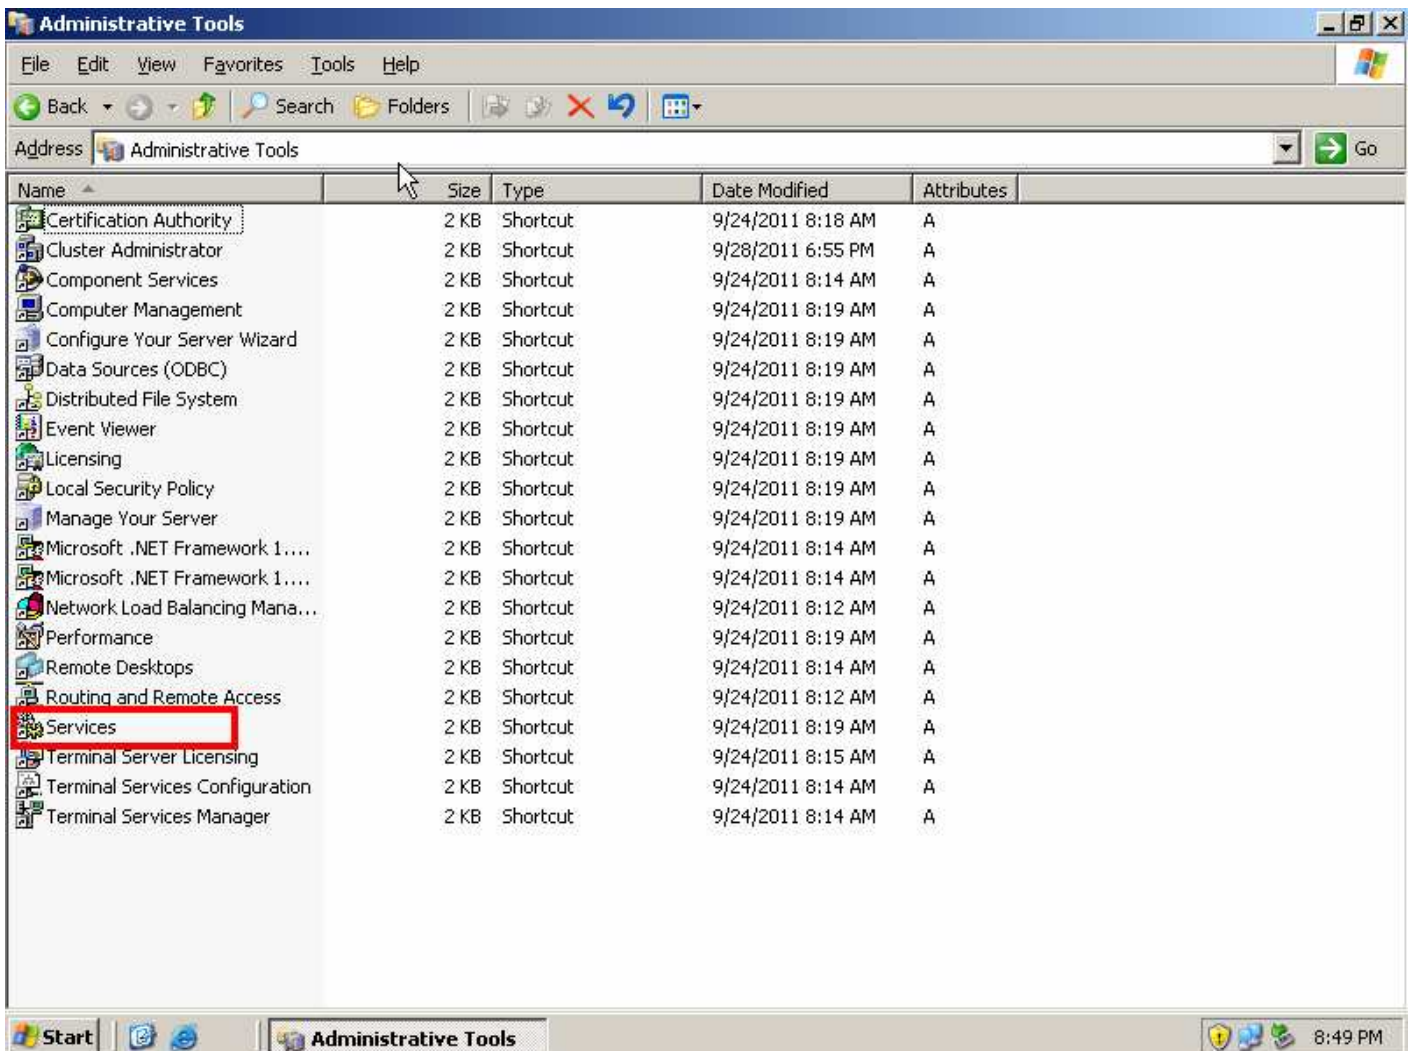 Administrative Tools
File Edit View Favorites Tools Help
Back Search Folders
Address Administrative Tools Go
Name Size Type Date Modified Attributes
Certification Authority 2 KB Shortcut 9/24/2011 8:18 AM A
Cluster Administrator 2 KB Shortcut 9/28/2011 6:55 PM A
Component Services 2 KB Shortcut 9/24/2011 8:14 AM A
Computer Management 2 KB Shortcut 9/24/2011 8:19 AM A
Configure Your Server Wizard 2 KB Shortcut 9/24/2011 8:19 AM A
Data Sources (ODBC) 2 KB Shortcut 9/24/2011 8:19 AM A
Distributed File System 2 KB Shortcut 9/24/2011 8:19 AM A
Event Viewer 2 KB Shortcut 9/24/2011 8:19 AM A
Licensing 2 KB Shortcut 9/24/2011 8:19 AM A
Local Security Policy 2 KB Shortcut 9/24/2011 8:19 AM A
Manage Your Server 2 KB Shortcut 9/24/2011 8:19 AM A
Microsoft .NET Framework 1.... 2 KB Shortcut 9/24/2011 8:14 AM A
Microsoft .NET Framework 1.... 2 KB Shortcut 9/24/2011 8:14 AM A
Network Load Balancing Mana... 2 KB Shortcut 9/24/2011 8:12 AM A
Performance 2 KB Shortcut 9/24/2011 8:19 AM A
Remote Desktops 2 KB Shortcut 9/24/2011 8:14 AM A
Routing and Remote Access 2 KB Shortcut 9/24/2011 8:12 AM A
Services 2 KB Shortcut 9/24/2011 8:19 AM A
Terminal Server Licensing 2 KB Shortcut 9/24/2011 8:15 AM A
Terminal Services Configuration 2 KB Shortcut 9/24/2011 8:14 AM A
Terminal Services Manager 2 KB Shortcut 9/24/2011 8:14 AM A
Start Administrative Tools 8:49 PM